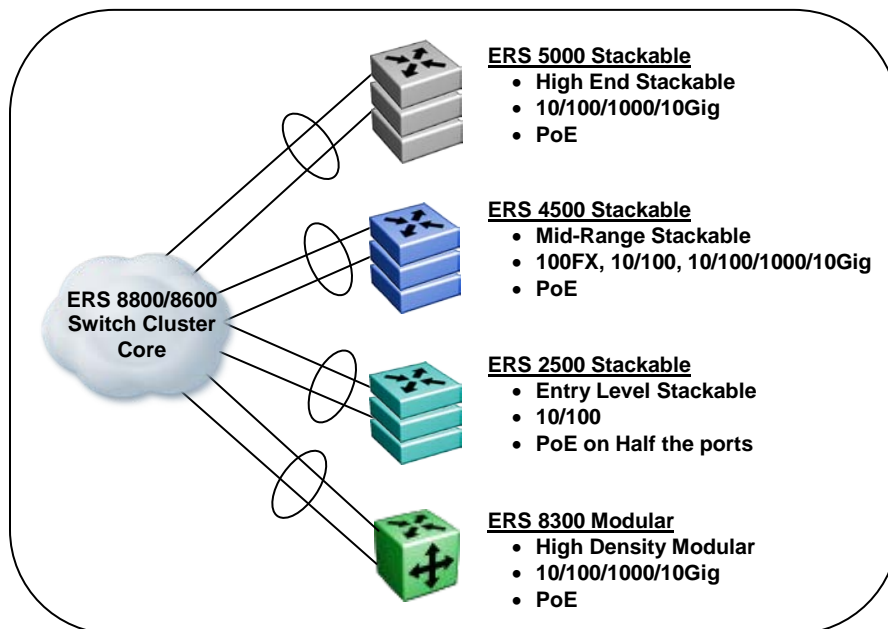 ERS 5000 Stackable
• High End Stackable
• 10/100/1000/10Gig
• PoE
ERS 4500 Stackable
• Mid-Range Stackable
• 100FX, 10/100, 10/100/1000/10Gig
• PoE
ERS 8800/8600
Switch Cluster
Core
ERS 2500 Stackable
• Entry Level Stackable
• 10/100
• PoE on Half the ports
ERS 8300 Modular
• High Density Modular
• 10/100/1000/10Gig
• PoE